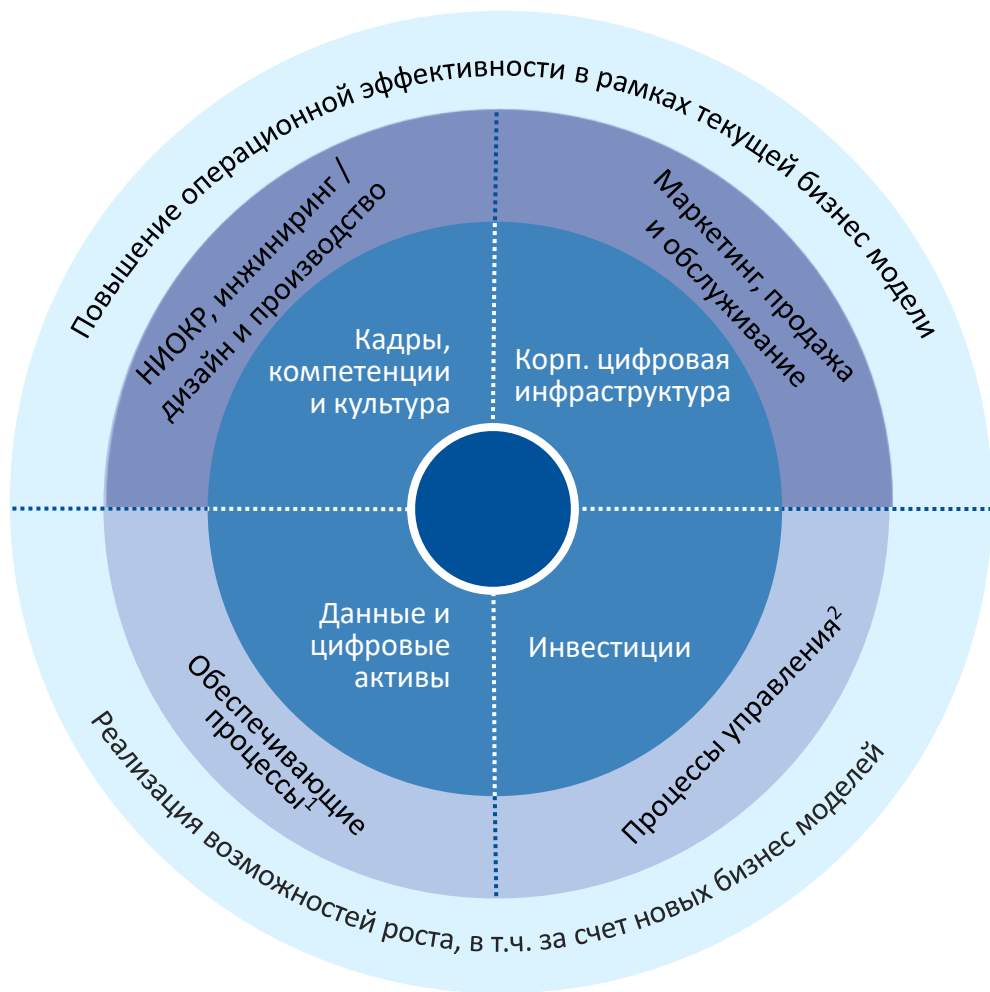 Повышение операционной эффективности в рамках текущей бизнес модели
НИОКР, инжиниринг /
дизайн и производство
Маркетинг, продажа
и обслуживание
Кадры,
компетенции
и культура
Корп. цифровая
инфраструктура
Данные и
цифровые
активы
Инвестиции
Обеспечивающие
процессы¹
Процессы управления²
Реализация возможностей роста, в т.ч. за счет новых бизнес моделей